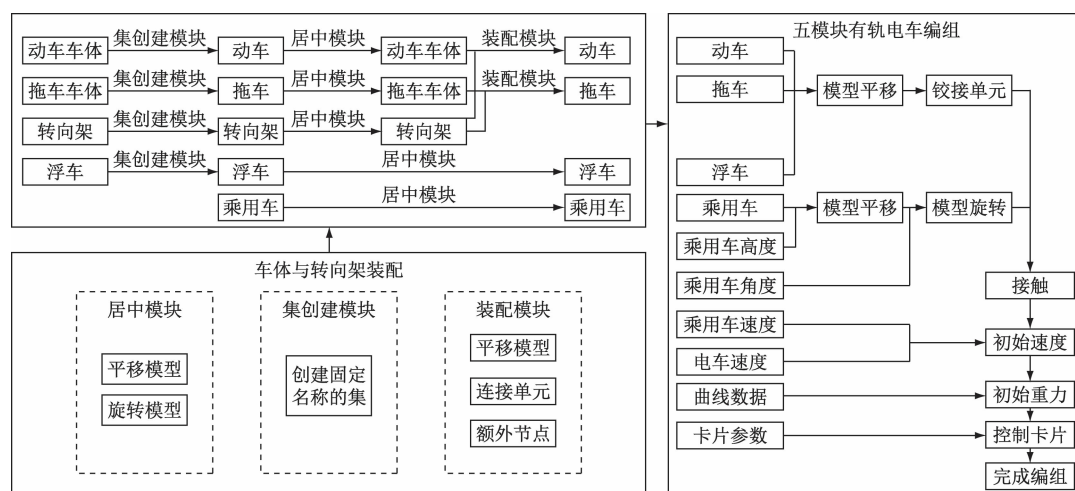 动车车体 集创建模块 动车 居中模块 动车车体 装配模块 动车
拖车车体 集创建模块 拖车 居中模块 拖车车体 装配模块 拖车
转向架 集创建模块 转向架 居中模块 转向架
浮车 集创建模块 浮车 居中模块 浮车
乘用车 居中模块 乘用车
车体与转向架装配
居中模块
平移模型
旋转模型
集创建模块
创建固定
名称的集
装配模块
平移模型
连接单元
额外节点
五模块有轨电车编组
动车
拖车 模型平移 铰接单元
浮车
乘用车 模型平移 模型旋转
乘用车高度
乘用车角度 接触
乘用车速度 初始速度
电车速度
曲线数据 初始重力
卡片参数 控制卡片
完成编组